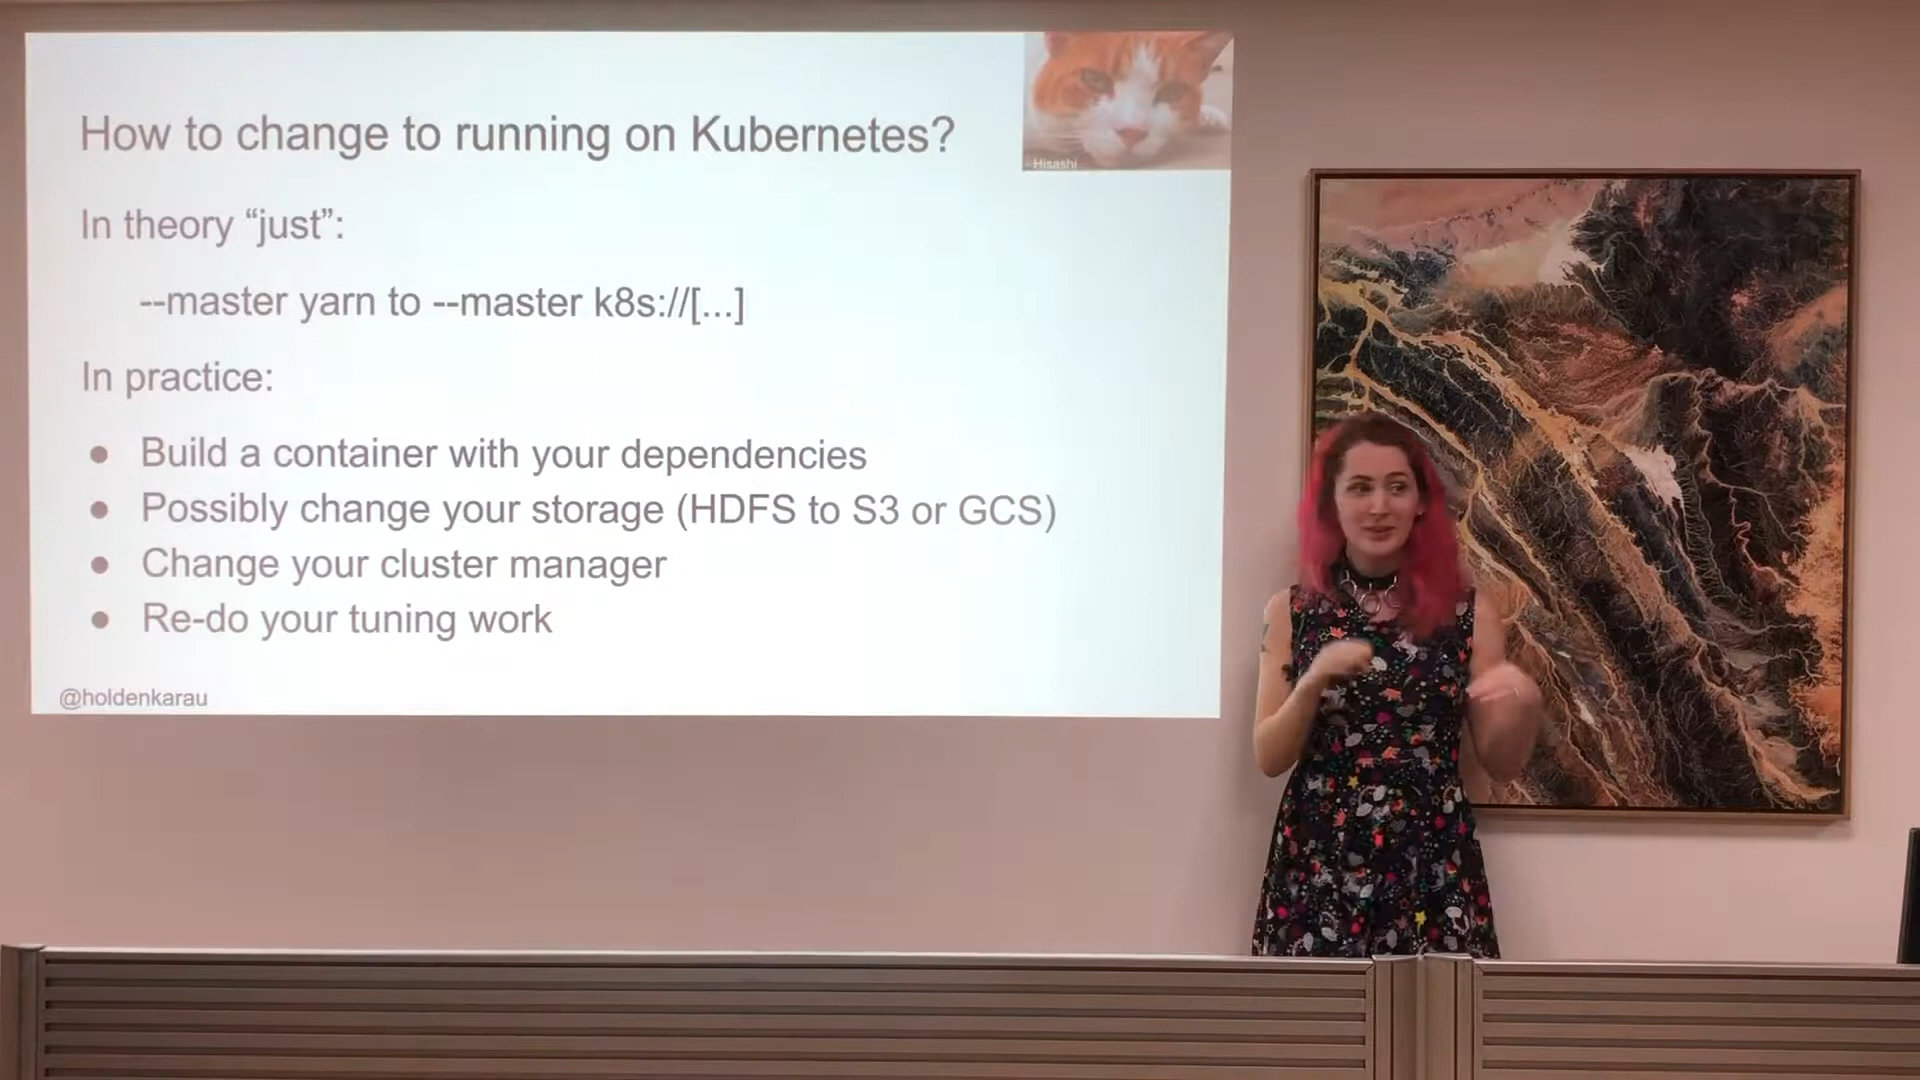 How to change to running on Kubernetes?
Hisashi
In theory “just”:
--master yarn to --master k8s://[...]
In practice:
● Build a container with your dependencies
● Possibly change your storage (HDFS to S3 or GCS)
● Change your cluster manager
● Re-do your tuning work
@holdenkarau